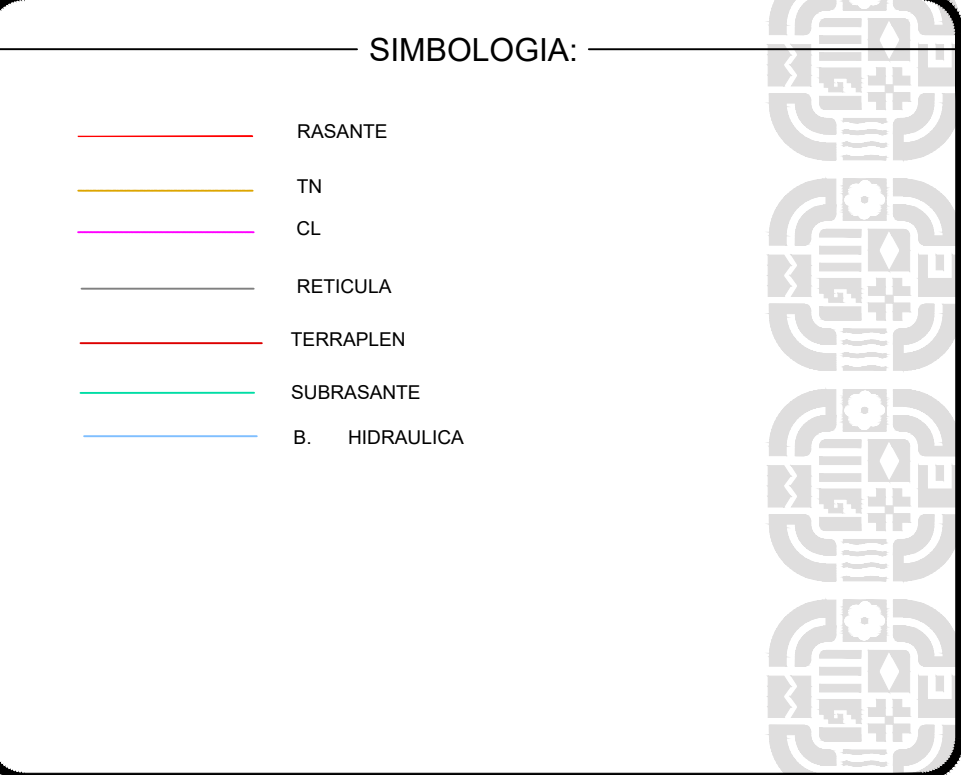 SIMBOLOGIA:
RASANTE
TN
CL
RETICULA
TERRAPLEN
SUBRASANTE
B. HIDRAULICA